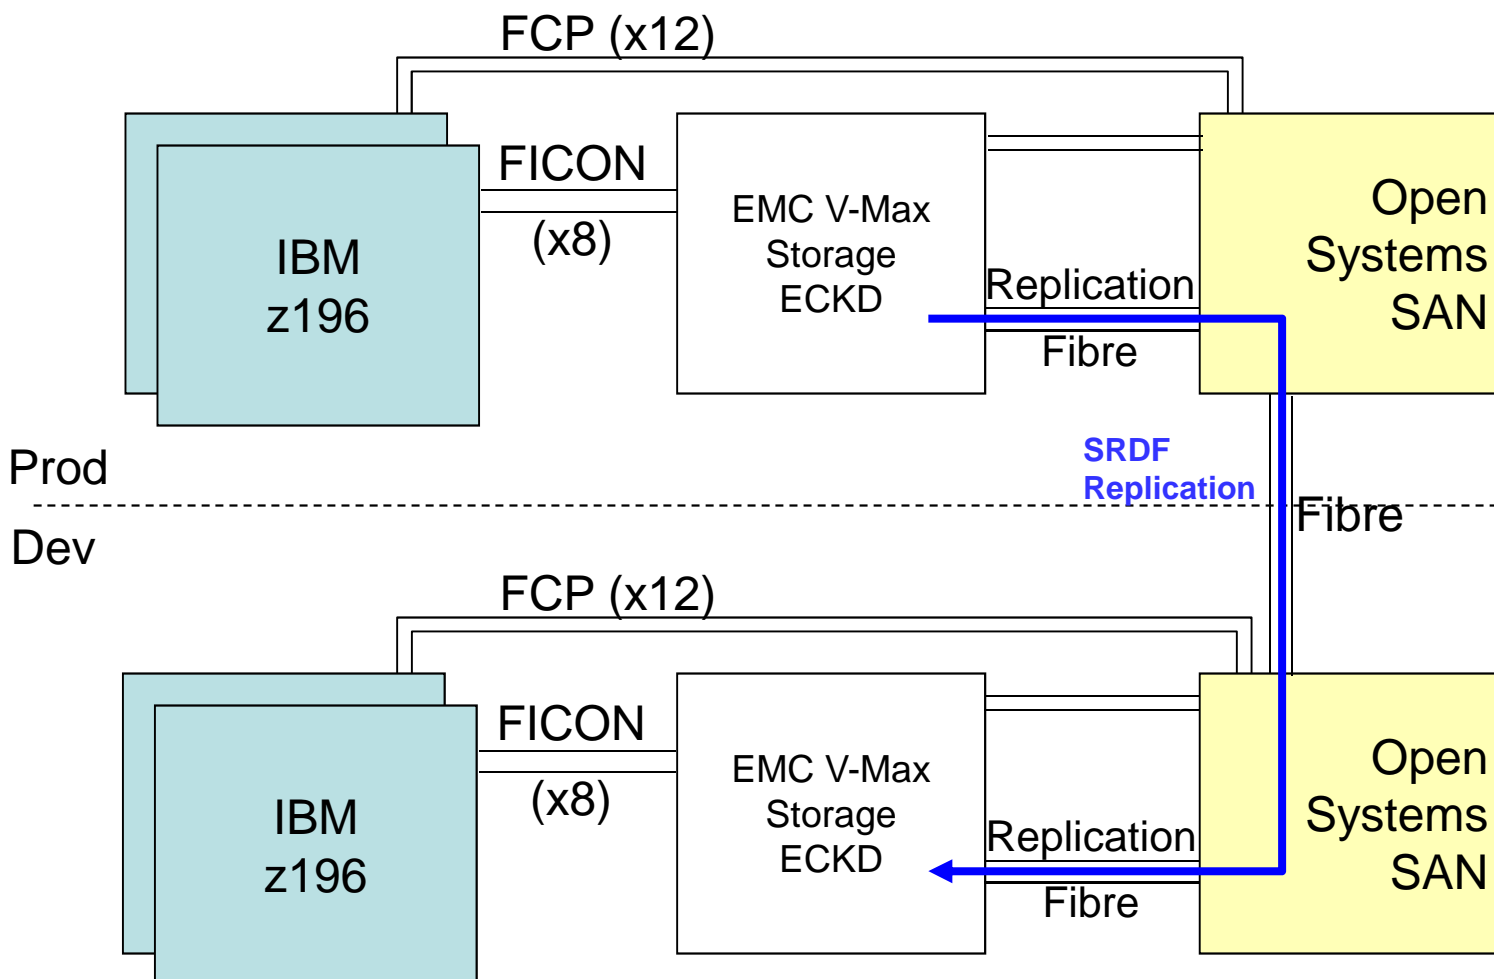 FCP (x12)
FICON
(x8)
IBM
z196
EMC V-Max
Storage
ECKD
Replication
Fibre
Open
Systems
SAN
SRDF
Replication
Prod
Fibre
Dev
FCP (x12)
FICON
(x8)
IBM
z196
EMC V-Max
Storage
ECKD
Replication
Fibre
Open
Systems
SAN